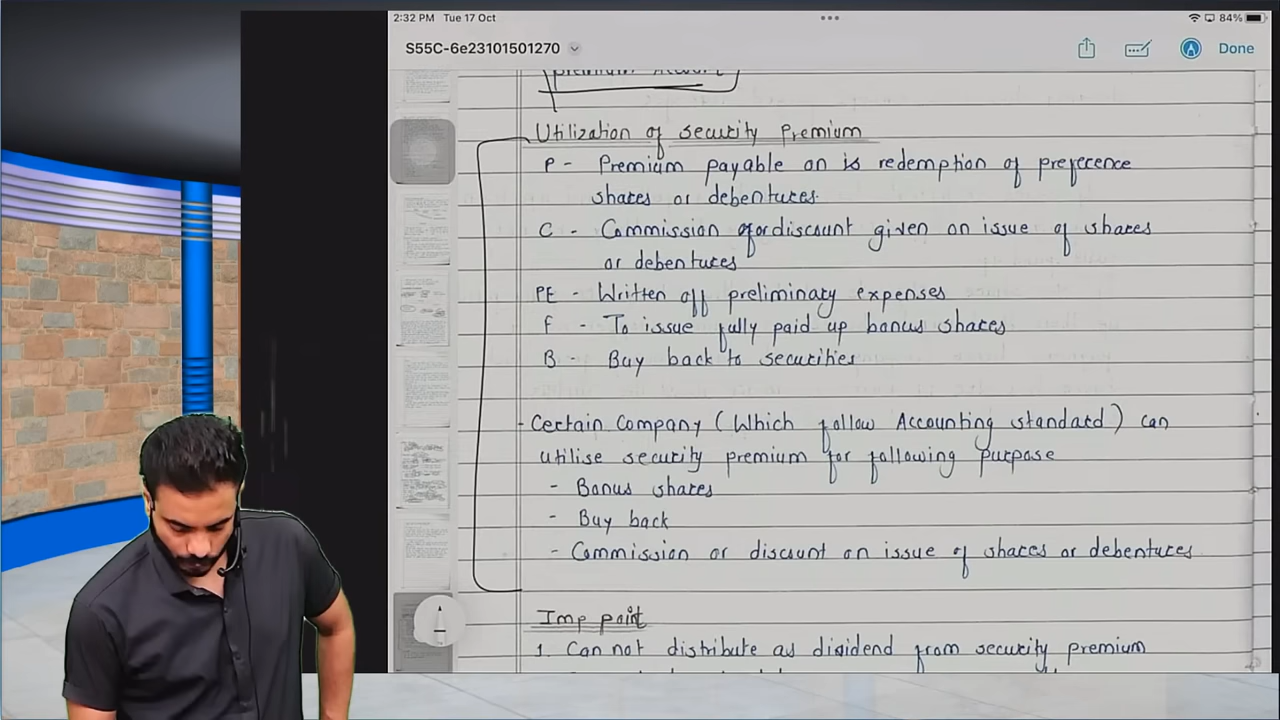 2:32 PM Tue 17 Oct
84%
S55C-6e23101501270
Done
premium Account
Utilization of security Premium
P - Premium payable on is redemption of preference
shares or debentures.
C - Commission of or discount given on issue of shares
or debentures
PE - Written off preliminary expenses
F - To issue fully paid up bonus shares
B - Buy back to securities
- Certain Company (Which follow Accounting standard) can
utilise security premium for following purpose
- Bonus shares
- Buy back
- Commission or discount on issue of shares or debentures
Imp point
1. Can not distribute as dividend from security premium